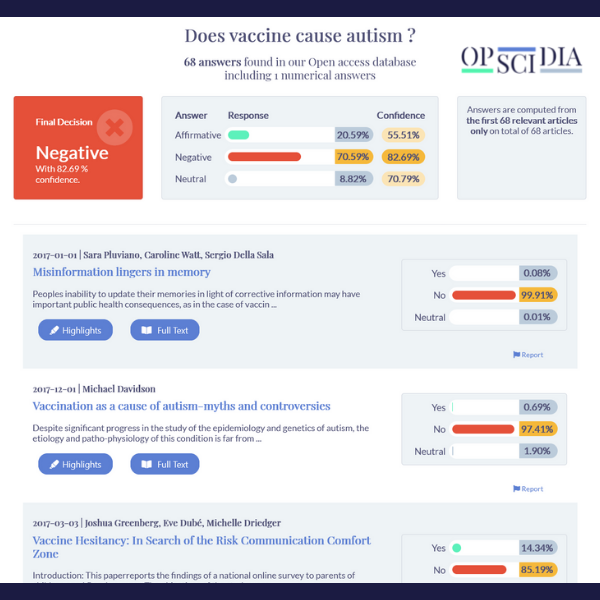 Does vaccine cause autism ?
68 answers found in our Open access database
including 1 numerical answers
OPSCIDIA
Final Decision
Negative
With 82.69 %
confidence.
Answer Response Confidence
Affirmative 20.59% 55.51%
Negative 70.59% 82.69%
Neutral 8.82% 70.79%
Answers are computed from
the first 68 relevant articles
only on total of 68 articles.
2017-01-01 | Sara Pluviano, Caroline Watt, Sergio Della Sala
Misinformation lingers in memory
Peoples inability to update their memories in light of corrective information may have
important public health consequences, as in the case of vaccin ...
Highlights Full Text
Yes 0.08%
No 99.91%
Neutral 0.01%
Report
2017-12-01 | Michael Davidson
Vaccination as a cause of autism-myths and controversies
Despite significant progress in the study of the epidemiology and genetics of autism, the
etiology and patho-physiology of this condition is far from ...
Highlights Full Text
Yes 0.69%
No 97.41%
Neutral 1.90%
Report
2017-03-03 | Joshua Greenberg, Eve Dubé, Michelle Driedger
Vaccine Hesitancy: In Search of the Risk Communication Comfort
Zone
Introduction: This paperreports the findings of a national online survey to parents of
Yes 14.34%
No 85.19%